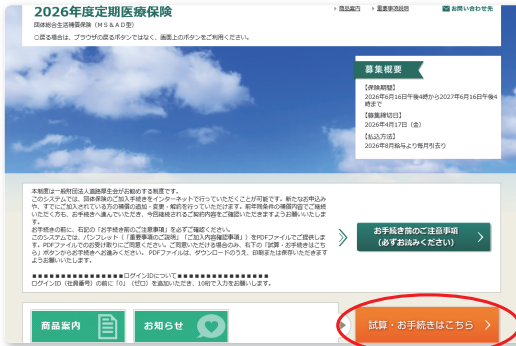 2026年度定期医療保険
団体総合生活補償保険（MS＆AD型）
○戻る場合は、ブラウザの戻るボタンではなく、画面上のボタンをご利用ください。
商品案内
重要事項説明
お問い合わせ先
募集概要
【保険期間】
2026年6月16日午後4時から2027年6月16日午後4
時まで
【募集締切日】
2026年4月17日（金）
【払込方法】
2026年8月給与より毎月引去り
本制度は一般財団法人進路厚生会がお勧めする制度です。
このシステムでは、団体保険のご加入手続きをインターネットで行っていただくことが可能です。新たなお申込み
や、すでにご加入されている方の補償の追加・変更・解約を行っていただけます。前年同条件の補償内容でご継続
いただく方も、お手続きへ進んでいただき、今回継続されるご契約内容をご確認いただきますようお願いいたしま
す。
お手続きの前に、右記の「お手続き前のご注意事項」を必ずご確認ください。
このシステムでは、パンフレット（「重要事項のご説明」「ご加入内容確認事項」）をPDFファイルでご提供しま
す。PDFファイルでのお受け取りにご同意ください。ご同意いただける場合のみ、右下の「試算・お手続きはこち
ら」ボタンからお手続きへお進みください。 PDFファイルは、ダウンロードのうえ、印刷または保存いただきます
ようお願いいたします。
■■■■■■■■■■■■■■■■ログインIDについて■■■■■■■■■■■■■■■■
ログインID（社員番号）の前に「0」（ゼロ）を追加いただき、10桁で入力をお願いします。
お手続き前のご注意事項
（必ずお読みください）
商品案内
お知らせ
試算・お手続きはこちら